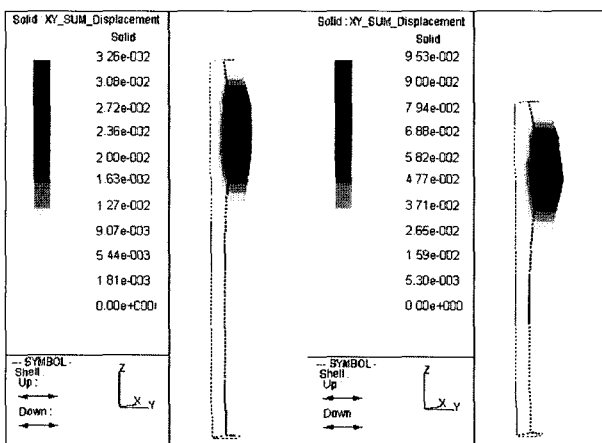 Solid : XY_SUM_Displacement
Solid
3.26e-002
3.08e-002
2.72e-002
2.36e-002
2.00e-002
1.63e-002
1.27e-002
9.07e-003
5.44e-003
1.81e-003
0.00e+000
--- SYMBOL -
Shell :
Up :
Down :
Z
X
Y
Solid : XY_SUM_Displacement
Solid
9.53e-002
9.00e-002
7.94e-002
6.88e-002
5.82e-002
4.77e-002
3.71e-002
2.65e-002
1.59e-002
5.30e-003
0.00e+000
--- SYMBOL -
Shell :
Up
Down
Z
X
Y